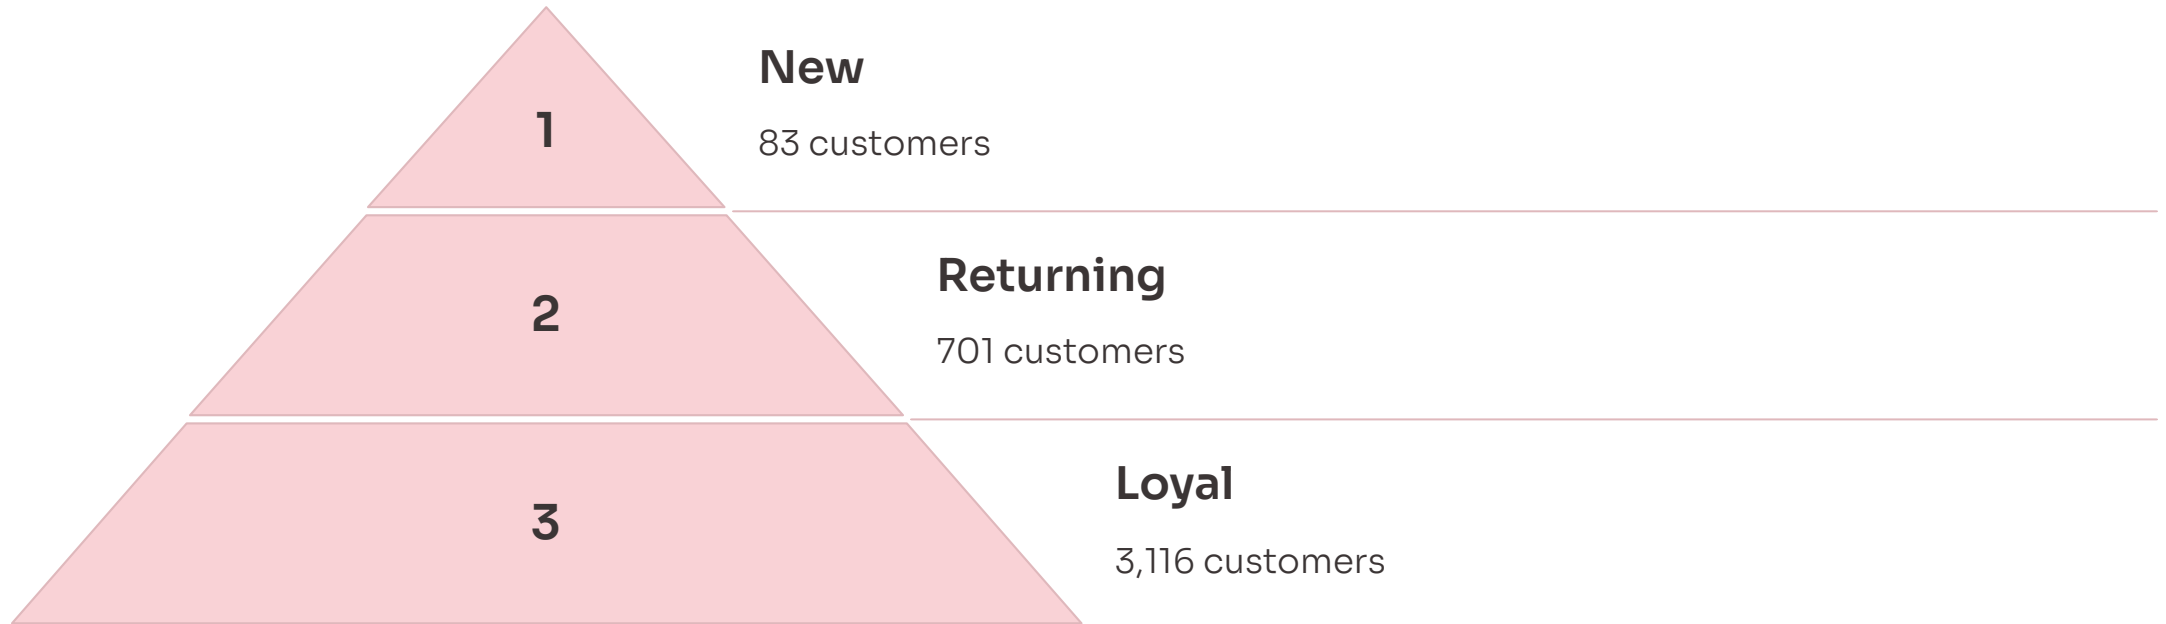 1
New
83 customers
2
Returning
701 customers
3
Loyal
3,116 customers